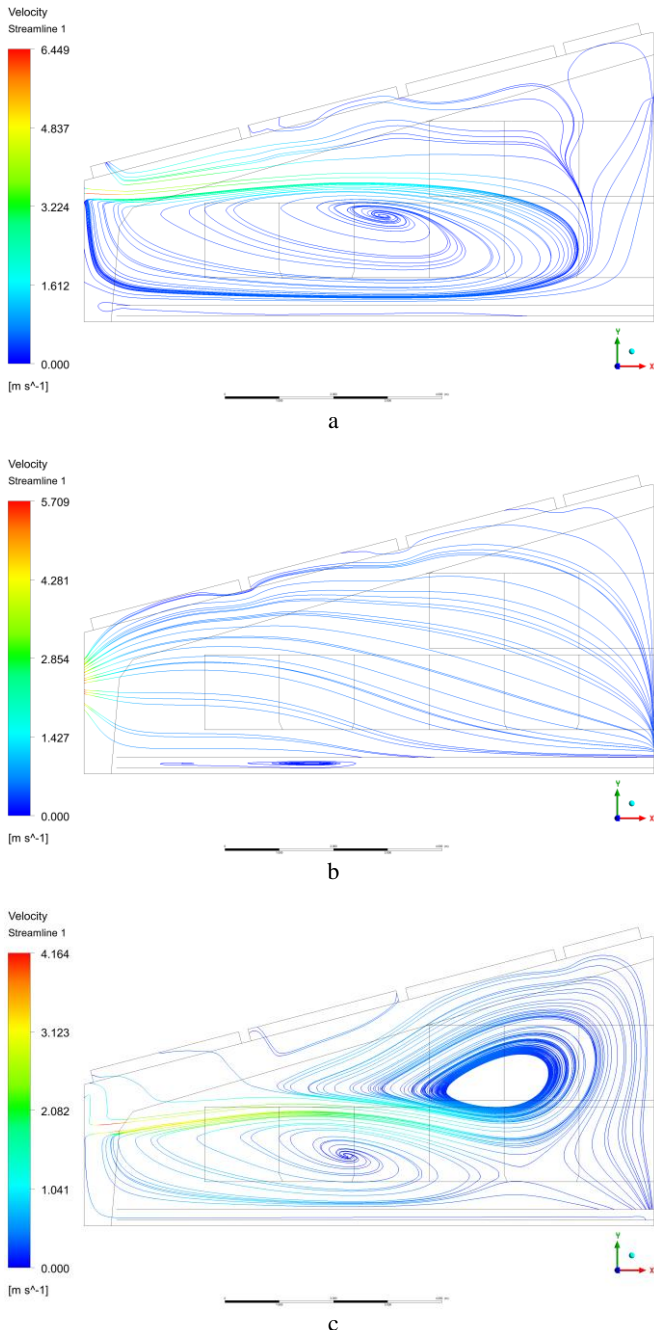 Velocity
Streamline 1
6.449
4.837
3.224
1.612
0.000
[m s^-1]
Y
X
a
Velocity
Streamline 1
5.709
4.281
2.854
1.427
0.000
[m s^-1]
Y
X
b
Velocity
Streamline 1
4.164
3.123
2.082
1.041
0.000
[m s^-1]
Y
X
c